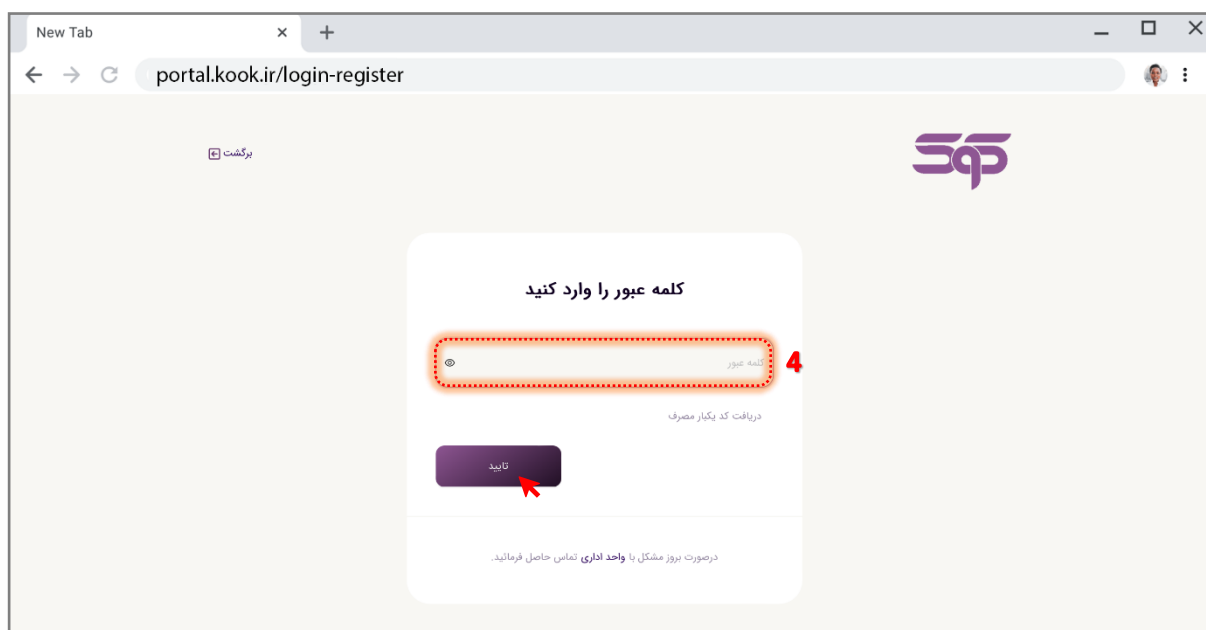 New Tab
portal.kook.ir/login-register
کوک
برگشت
کلمه عبور را وارد کنید
کلمه عبور
4
دریافت کد یکبار مصرف
تایید
درصورت بروز مشکل با واحد اداری تماس حاصل فرمائید.